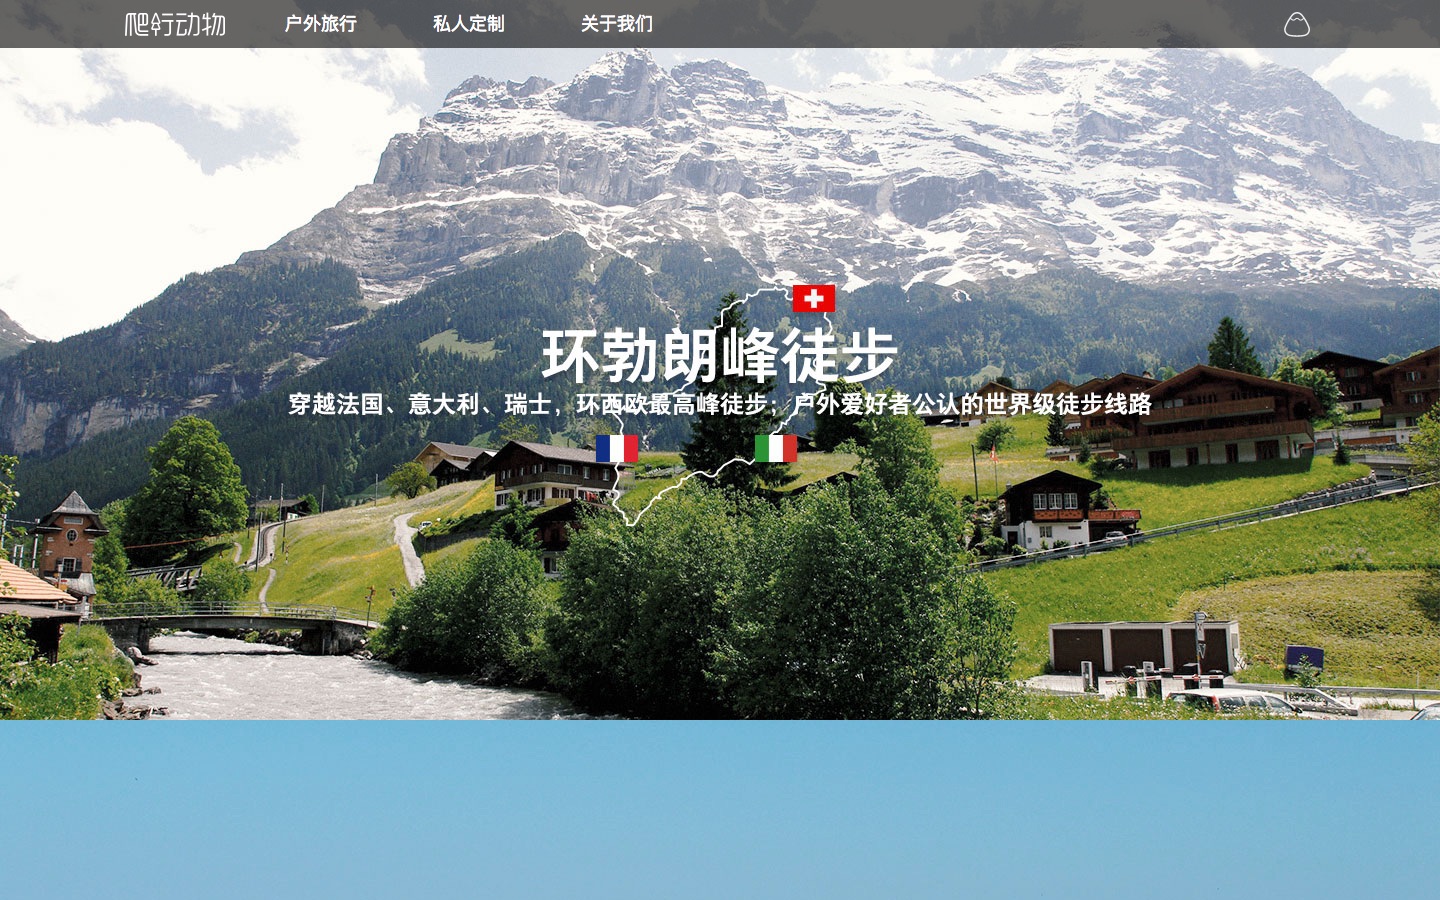 爬行动物
户外旅行
私人定制
关于我们
环勃朗峰徒步
穿越法国、意大利、瑞士，环西欧最高峰徒步；户外爱好者公认的世界级徒步线路